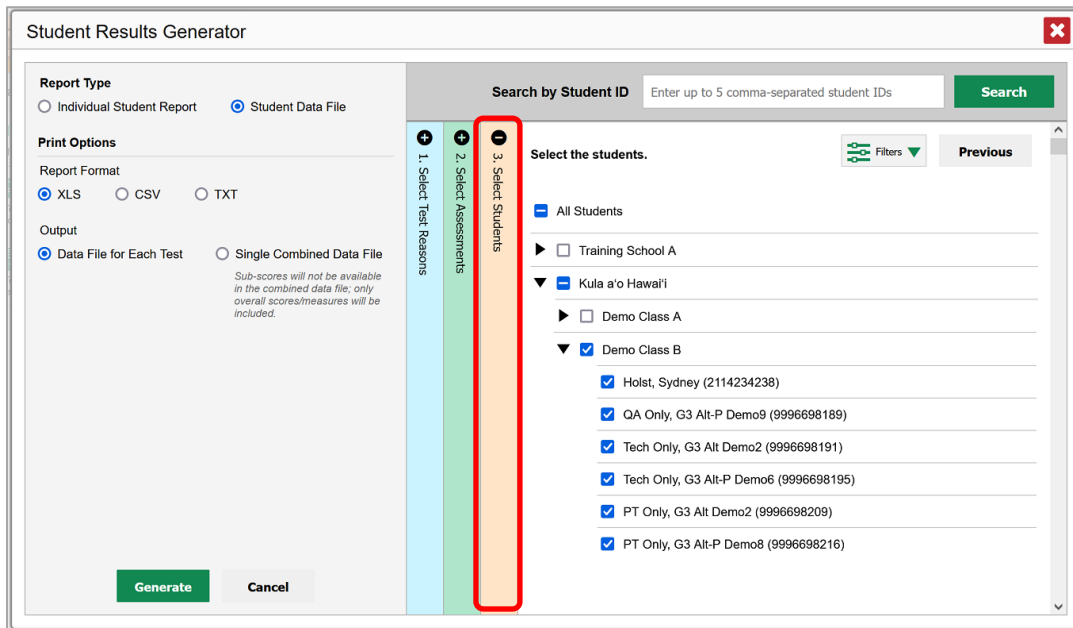 Student Results Generator
Report Type
Individual Student Report
Student Data File
Print Options
Report Format
XLS
CSV
TXT
Output
Data File for Each Test
Single Combined Data File
Sub-scores will not be available
in the combined data file; only
overall scores/measures will be
included.
Generate
Cancel
Search by Student ID
Enter up to 5 comma-separated student IDs
Search
1. Select Test Reasons
2. Select Assessments
3. Select Students
Select the students.
Filters
Previous
All Students
Training School A
Kula aʻo Hawaiʻi
Demo Class A
Demo Class B
Holst, Sydney (2114234238)
QA Only, G3 Alt-P Demo9 (9996698189)
Tech Only, G3 Alt Demo2 (9996698191)
Tech Only, G3 Alt-P Demo6 (9996698195)
PT Only, G3 Alt Demo2 (9996698209)
PT Only, G3 Alt-P Demo8 (9996698216)